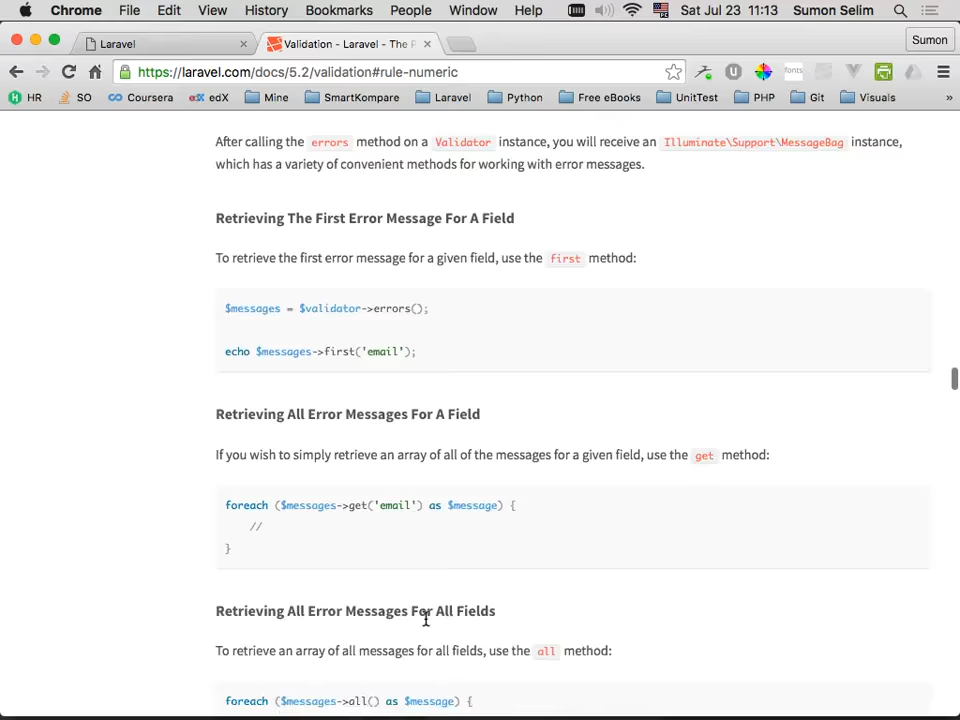 Chrome File Edit View History Bookmarks People Window Help Sat Jul 23 11:13 Sumon Selim
Laravel Validation - Laravel - The P Sumon
https://laravel.com/docs/5.2/validation#rule-numeric
HR SO Coursera edX Mine SmartKompare Laravel Python Free eBooks UnitTest PHP Git Visuals »
After calling the errors method on a Validator instance, you will receive an Illuminate\Support\MessageBag instance,
which has a variety of convenient methods for working with error messages.
Retrieving The First Error Message For A Field
To retrieve the first error message for a given field, use the first method:
$messages = $validator->errors();
echo $messages->first('email');
Retrieving All Error Messages For A Field
If you wish to simply retrieve an array of all of the messages for a given field, use the get method:
foreach ($messages->get('email') as $message) {
//
}
Retrieving All Error Messages For All Fields
To retrieve an array of all messages for all fields, use the all method:
foreach ($messages->all() as $message) {